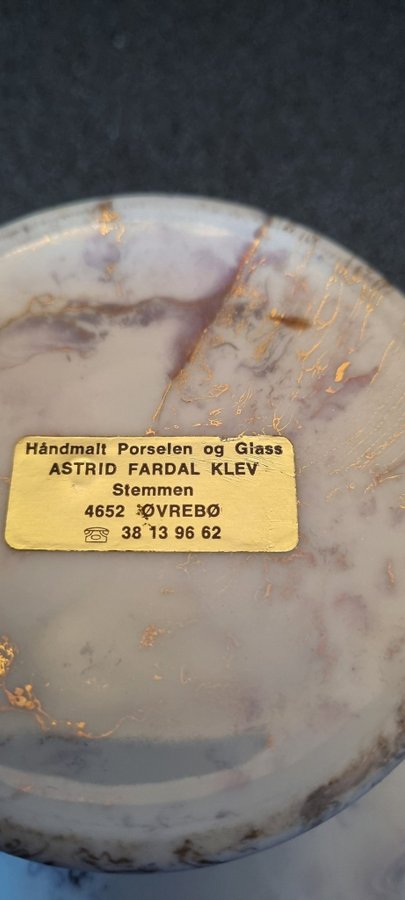 Håndmalt Porselen og Glass
ASTRID FARDAL KLEV
Stemmen
4652 ØVREBØ
☏ 38 13 96 62